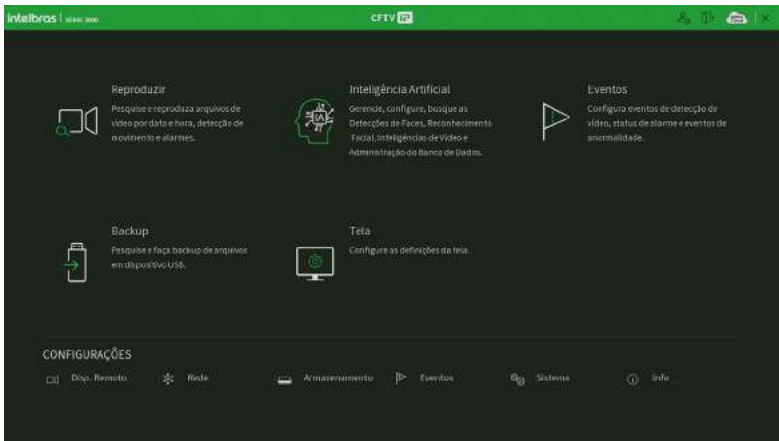 intelbras | SÉRIE 3000
CFTV IP
Reproduzir
Pesquise e reproduza arquivos de
vídeo por data e hora, detecção de
movimento e alarmes.
IA
Inteligência Artificial
Gerencie, configure, busque as
Detecções de Faces, Reconhecimento
Facial, Inteligências de Vídeo e
Administração do Banco de Dados.
Eventos
Configura eventos de detecção de
vídeo, status de alarme e eventos de
anormalidade.
Backup
Pesquise e faça backup de arquivos
em dispositivo USB.
Tela
Configure as definições da tela.
CONFIGURAÇÕES
Disp. Remoto
Rede
Armazenamento
Eventos
Sistema
Info